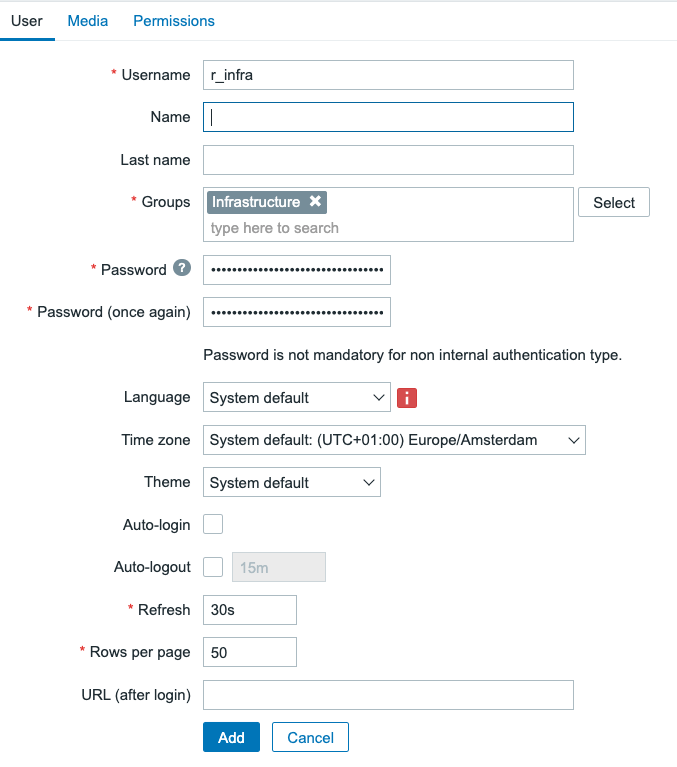 User Media Permissions
* Username r_infra
Name
Last name
* Groups Infrastructure ✖ Select
type here to search
* Password ? •••••••••••••••••••••••••••••••••
* Password (once again) •••••••••••••••••••••••••••••••••
Password is not mandatory for non internal authentication type.
Language System default i
Time zone System default: (UTC+01:00) Europe/Amsterdam
Theme System default
Auto-login
Auto-logout 15m
* Refresh 30s
* Rows per page 50
URL (after login)
Add Cancel